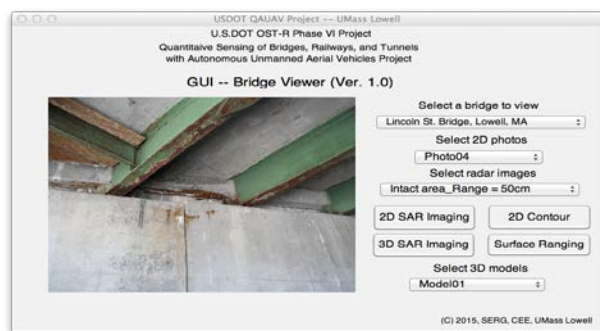 USDOT QAUAV Project -- UMass Lowell
U.S.DOT OST-R Phase VI Project
Quantitaive Sensing of Bridges, Railways, and Tunnels
with Autonomous Unmanned Aerial Vehicles Project
GUI -- Bridge Viewer (Ver. 1.0)
Select a bridge to view
Lincoln St. Bridge, Lowell, MA
Select 2D photos
Photo04
Select radar images
Intact area_Range = 50cm
2D SAR Imaging
2D Contour
3D SAR Imaging
Surface Ranging
Select 3D models
Model01
(C) 2015, SERG, CEE, UMass Lowell